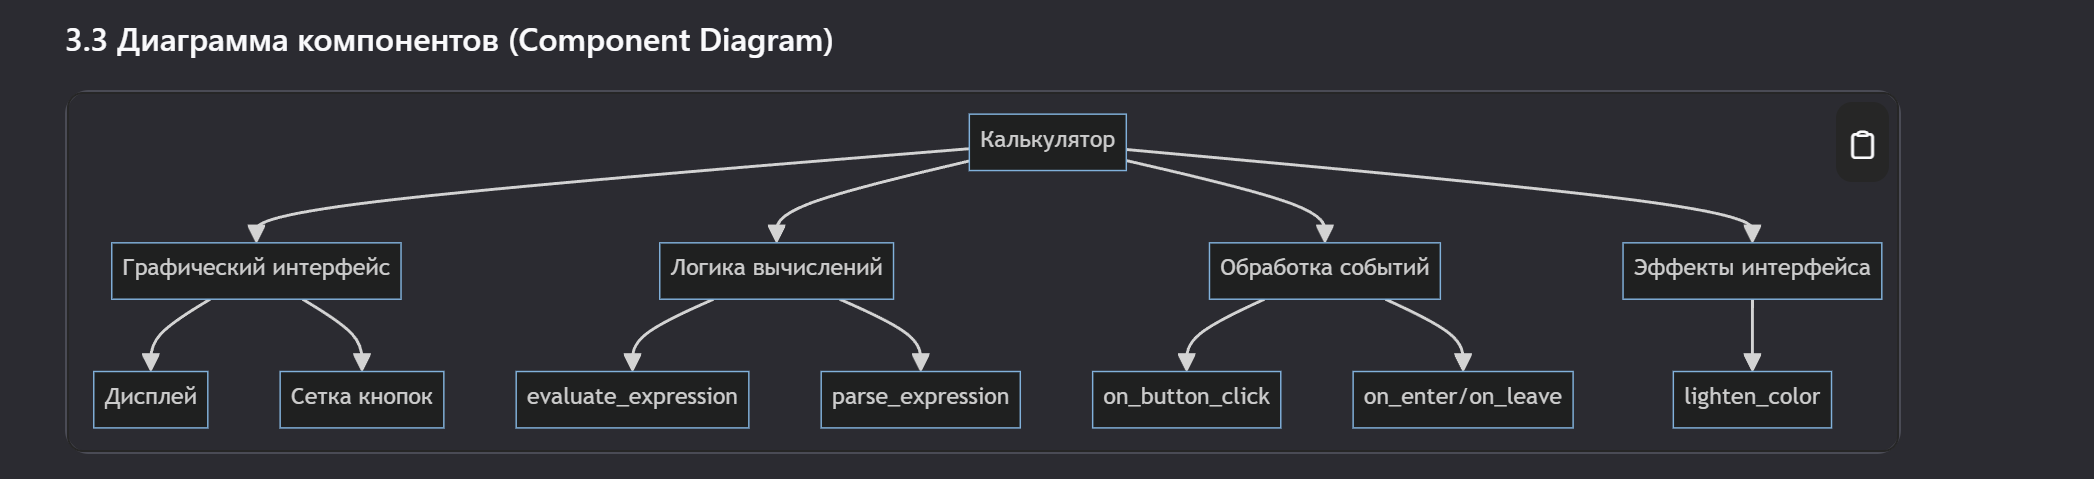 3.3 Диаграмма компонентов (Component Diagram)
Калькулятор
Графический интерфейс
Логика вычислений
Обработка событий
Эффекты интерфейса
Дисплей
Сетка кнопок
evaluate_expression
parse_expression
on_button_click
on_enter/on_leave
lighten_color